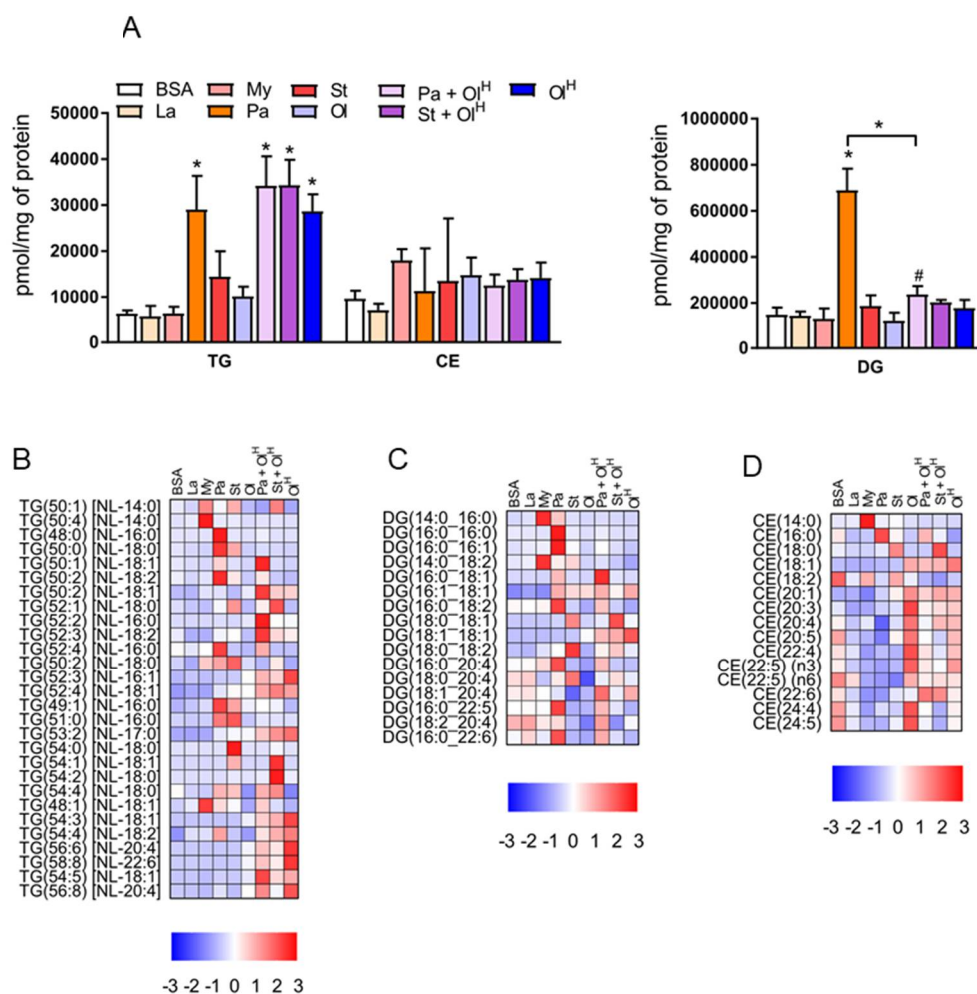 A
BSA My St Pa + Ol^H Ol^H
La Pa Ol St + Ol^H
pmol/mg of protein
50000
40000
30000
20000
10000
0
* * * *
TG CE
pmol/mg of protein
1000000
800000
600000
400000
200000
0
*
*
#
DG
B
BSA La My Pa St Ol Pa + Ol^H St + Ol^H Ol^H
TG(50:1) [NL-14:0]
TG(50:4) [NL-14:0]
TG(48:0) [NL-16:0]
TG(50:0) [NL-18:0]
TG(50:1) [NL-18:1]
TG(50:2) [NL-18:2]
TG(50:2) [NL-18:1]
TG(52:1) [NL-18:0]
TG(52:2) [NL-16:0]
TG(52:3) [NL-18:2]
TG(52:4) [NL-16:0]
TG(50:2) [NL-18:0]
TG(52:3) [NL-16:1]
TG(52:4) [NL-18:1]
TG(49:1) [NL-16:0]
TG(51:0) [NL-16:0]
TG(53:2) [NL-17:0]
TG(54:0) [NL-18:0]
TG(54:1) [NL-18:1]
TG(54:2) [NL-18:0]
TG(54:4) [NL-18:0]
TG(48:1) [NL-18:1]
TG(54:3) [NL-18:1]
TG(54:4) [NL-18:2]
TG(56:6) [NL-20:4]
TG(58:8) [NL-22:6]
TG(54:5) [NL-18:1]
TG(56:8) [NL-20:4]
-3 -2 -1 0 1 2 3
C
BSA La My Pa St Ol Pa + Ol^H St + Ol^H Ol^H
DG(14:0_16:0)
DG(16:0_16:0)
DG(16:0_16:1)
DG(14:0_18:2)
DG(16:0_18:1)
DG(16:1_18:1)
DG(16:0_18:2)
DG(18:0_18:1)
DG(18:1_18:1)
DG(18:0_18:2)
DG(16:0_20:4)
DG(18:0_20:4)
DG(18:1_20:4)
DG(16:0_22:5)
DG(18:2_20:4)
DG(16:0_22:6)
-3 -2 -1 0 1 2 3
D
BSA La My Pa St Ol Pa + Ol^H St + Ol^H Ol^H
CE(14:0)
CE(16:0)
CE(18:0)
CE(18:1)
CE(18:2)
CE(20:1)
CE(20:3)
CE(20:4)
CE(20:5)
CE(22:4)
CE(22:5) (n3)
CE(22:5) (n6)
CE(22:6)
CE(24:4)
CE(24:5)
-3 -2 -1 0 1 2 3